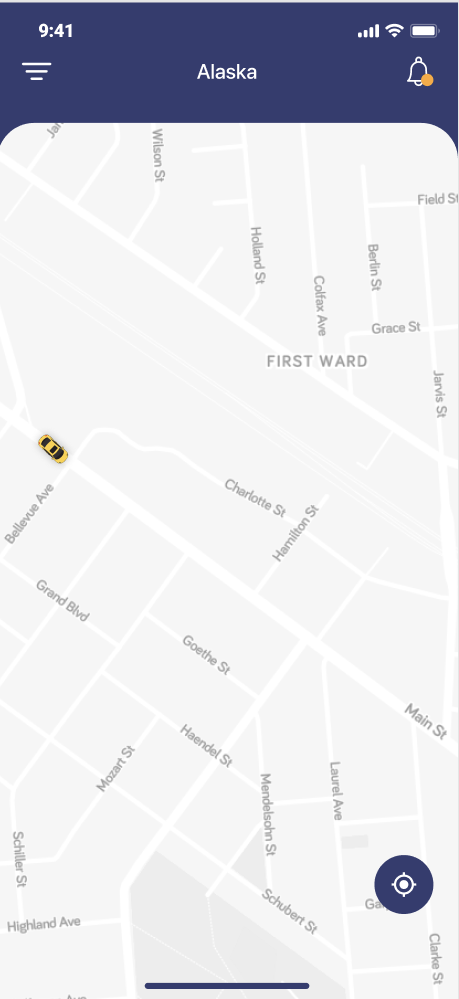 9:41
Alaska
Wilson St
Field St
Holland St
Berlin St
Colfax Ave
Grace St
FIRST WARD
Jarvis St
Charlotte St
Bellevue Ave
Hamilton St
Grand Blvd
Goethe St
Main St
Haendel St
Mozart St
Laurel Ave
Mendelsohn St
Schiller St
Schubert St
Highland Ave
Clarke St